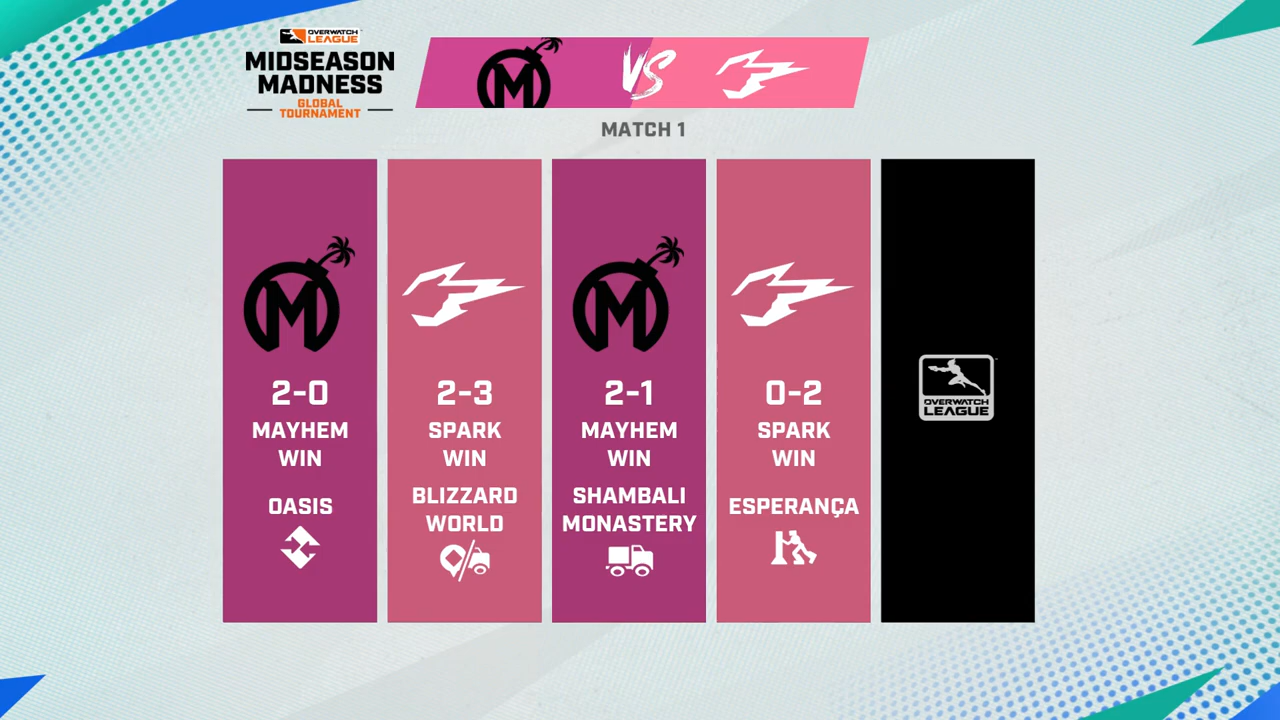 OVERWATCH
LEAGUE
MIDSEASON
MADNESS
GLOBAL
TOURNAMENT
M VS
MATCH 1
M
2-0
MAYHEM
WIN
OASIS
2-3
SPARK
WIN
BLIZZARD
WORLD
M
2-1
MAYHEM
WIN
SHAMBALI
MONASTERY
0-2
SPARK
WIN
ESPERANÇA
OVERWATCH
LEAGUE